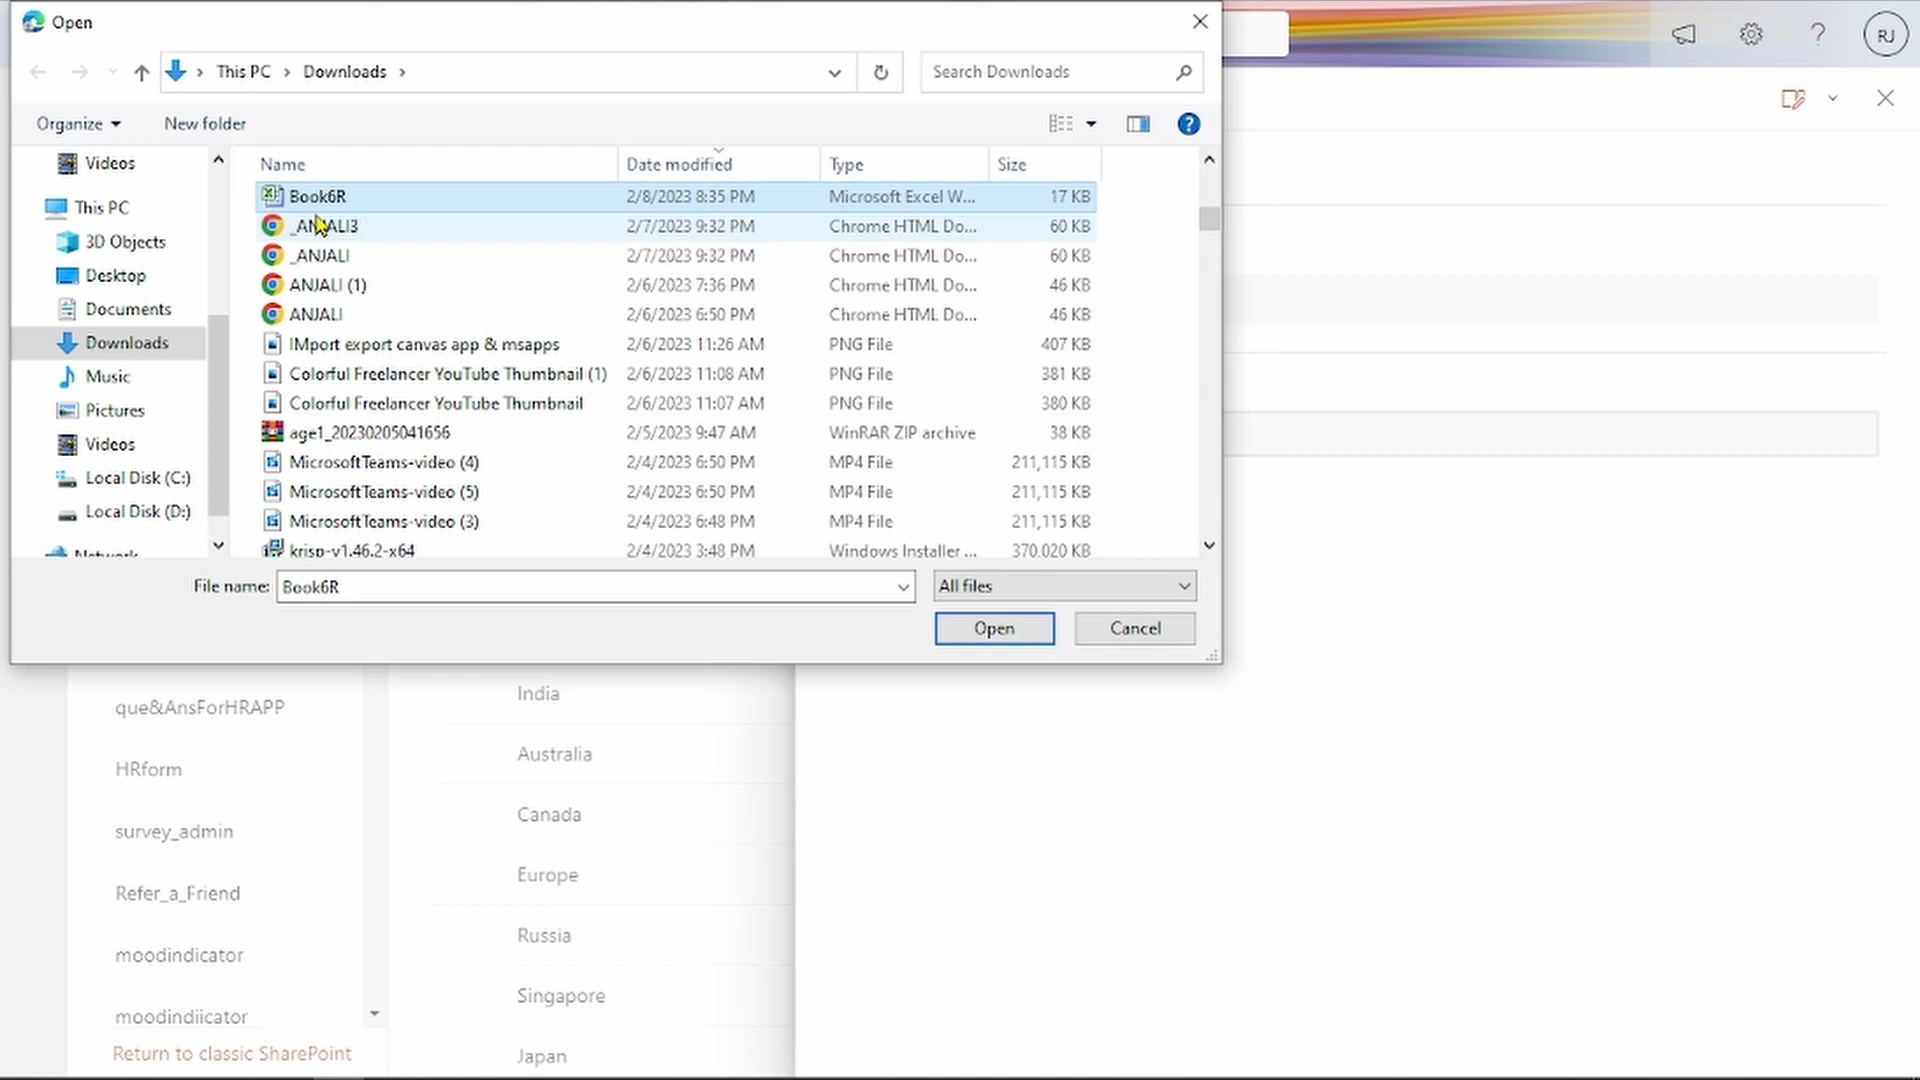 Open
This PC > Downloads >
Search Downloads
RJ
Organize
New folder
Videos
This PC
3D Objects
Desktop
Documents
Downloads
Music
Pictures
Videos
Local Disk (C:)
Local Disk (D:)
Network
Name Date modified Type Size
Book6R 2/8/2023 8:35 PM Microsoft Excel W... 17 KB
_ANJALI3 2/7/2023 9:32 PM Chrome HTML Do... 60 KB
_ANJALI 2/7/2023 9:32 PM Chrome HTML Do... 60 KB
ANJALI (1) 2/6/2023 7:36 PM Chrome HTML Do... 46 KB
ANJALI 2/6/2023 6:50 PM Chrome HTML Do... 46 KB
IMport export canvas app & msapps 2/6/2023 11:26 AM PNG File 407 KB
Colorful Freelancer YouTube Thumbnail (1) 2/6/2023 11:08 AM PNG File 381 KB
Colorful Freelancer YouTube Thumbnail 2/6/2023 11:07 AM PNG File 380 KB
age1_20230205041656 2/5/2023 9:47 AM WinRAR ZIP archive 38 KB
MicrosoftTeams-video (4) 2/4/2023 6:50 PM MP4 File 211,115 KB
MicrosoftTeams-video (5) 2/4/2023 6:50 PM MP4 File 211,115 KB
MicrosoftTeams-video (3) 2/4/2023 6:48 PM MP4 File 211,115 KB
krisp-v1.46.2-x64 2/4/2023 3:48 PM Windows Installer ... 370,020 KB
File name: Book6R
All files
Open
Cancel
que&AnsForHRAPP
HRform
survey_admin
Refer_a_Friend
moodindicator
moodindiicator
Return to classic SharePoint
India
Australia
Canada
Europe
Russia
Singapore
Japan